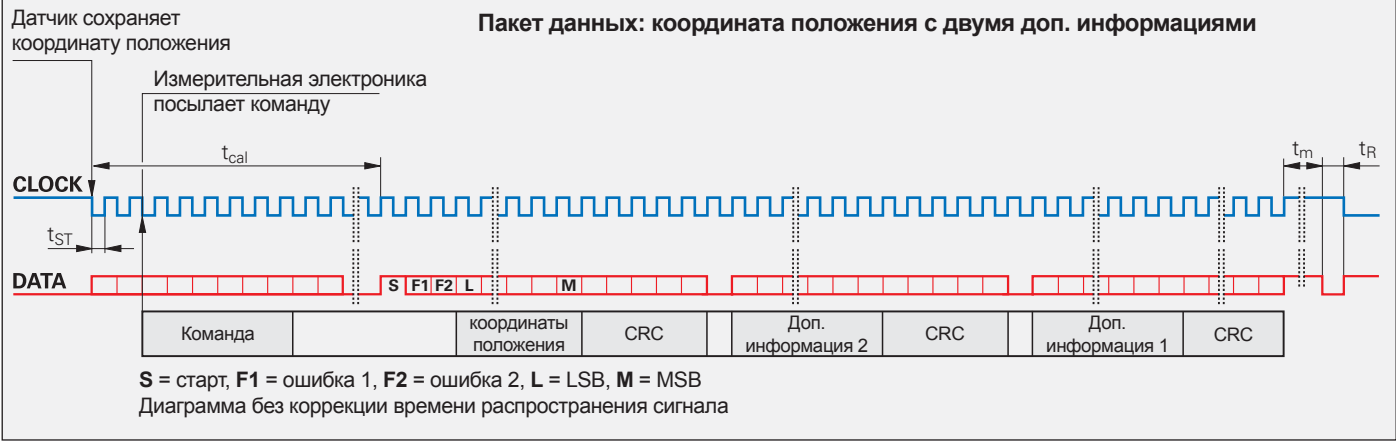 Датчик сохраняет
координату положения
Пакет данных: координата положения с двумя доп. информациями
Измерительная электроника
посылает команду
tcal
tm
tR
CLOCK
tST
DATA
S F1 F2 L M
Команда
координаты
положения
CRC
Доп.
информация 2
CRC
Доп.
информация 1
CRC
S = старт, F1 = ошибка 1, F2 = ошибка 2, L = LSB, M = MSB
Диаграмма без коррекции времени распространения сигнала